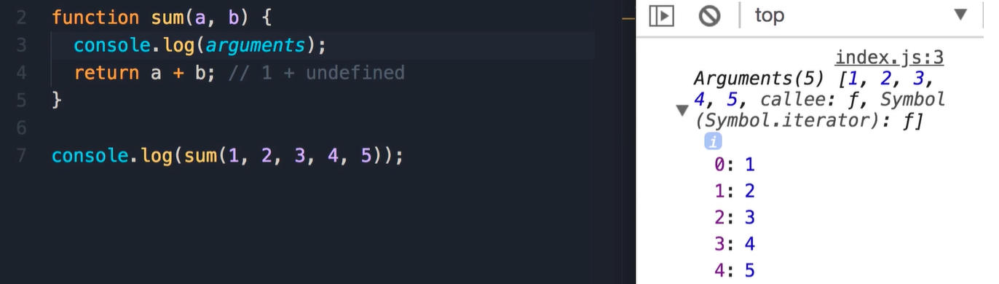 2 function sum(a, b) {
3 console.log(arguments);
4 return a + b; // 1 + undefined
5 }
6
7 console.log(sum(1, 2, 3, 4, 5));
top
index.js:3
Arguments(5) [1, 2, 3,
4, 5, callee: ƒ, Symbol
(Symbol.iterator): ƒ]
i
0: 1
1: 2
2: 3
3: 4
4: 5